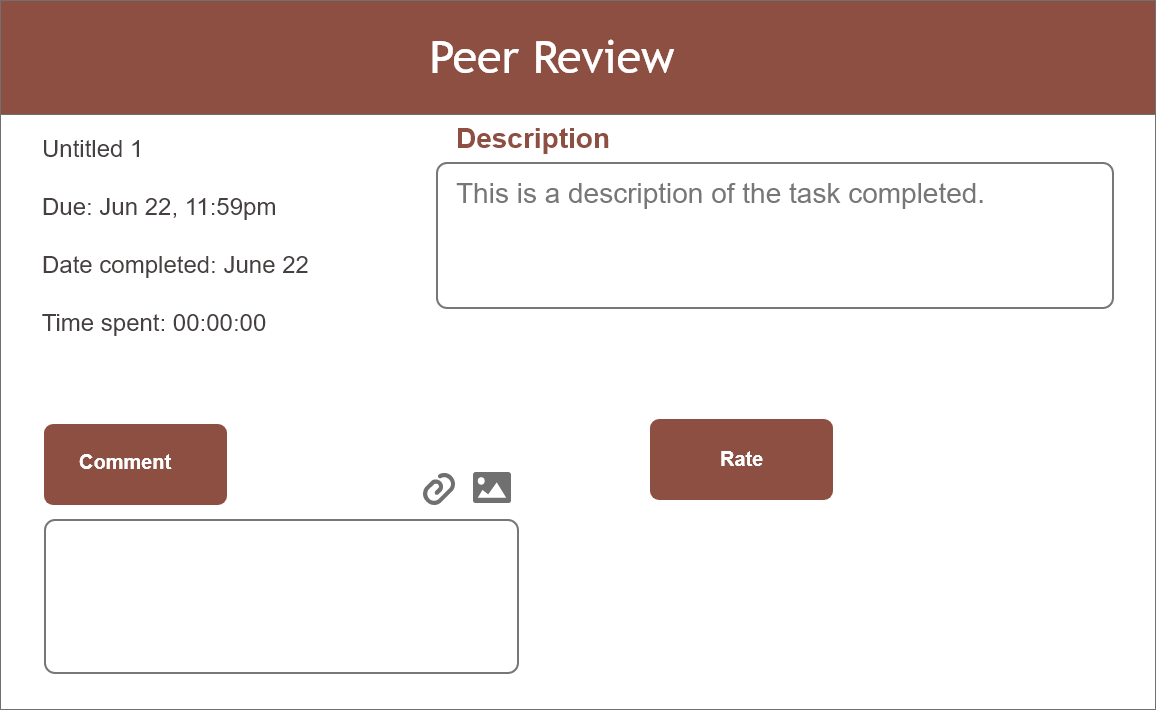 Peer Review
Untitled 1
Due: Jun 22, 11:59pm
Date completed: June 22
Time spent: 00:00:00
Description
This is a description of the task completed.
Comment
Rate